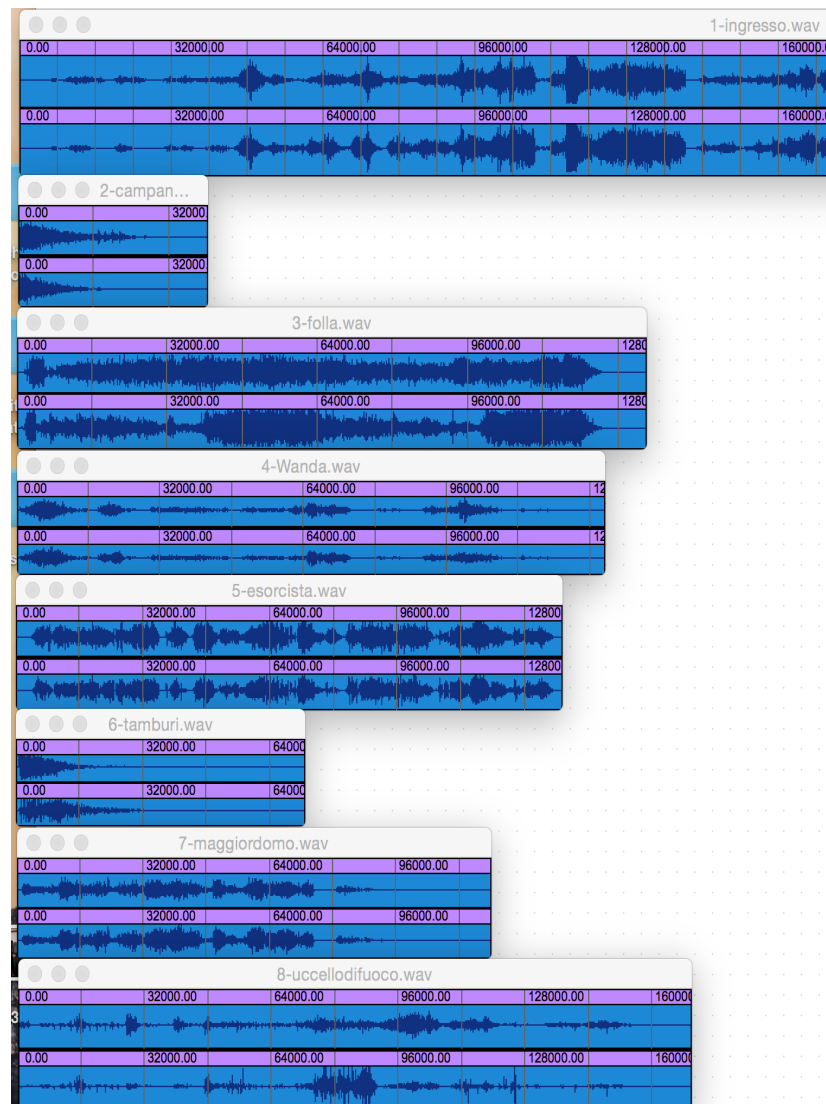 1-ingresso.wav
0.00 32000.00 64000.00 96000.00 128000.00 160000.
0.00 32000.00 64000.00 96000.00 128000.00 160000.
2-campan...
0.00 32000
0.00 32000
3-folla.wav
0.00 32000.00 64000.00 96000.00 1280
0.00 32000.00 64000.00 96000.00 1280
4-Wanda.wav
0.00 32000.00 64000.00 96000.00 12
0.00 32000.00 64000.00 96000.00 12
5-esorcista.wav
0.00 32000.00 64000.00 96000.00 12800
0.00 32000.00 64000.00 96000.00 12800
6-tamburi.wav
0.00 32000.00 64000
0.00 32000.00 64000
7-maggiordomo.wav
0.00 32000.00 64000.00 96000.00
0.00 32000.00 64000.00 96000.00
8-uccellodifuoco.wav
0.00 32000.00 64000.00 96000.00 128000.00 16000
0.00 32000.00 64000.00 96000.00 128000.00 16000